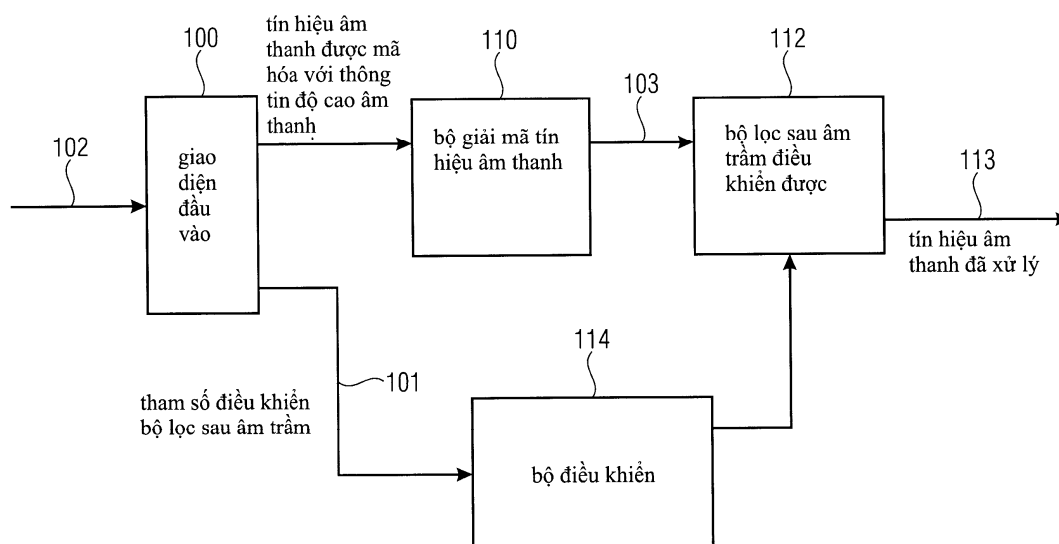 100
tín hiệu âm
thanh được mã
hóa với thông
tin độ cao âm
thanh
110
103
112
102
giao
diện
đầu
vào
bộ giải mã tín
hiệu âm thanh
bộ lọc sau âm
trầm điều
khiển được
113
tín hiệu âm
thanh đã xử lý
101
114
tham số điều khiển
bộ lọc sau âm trầm
bộ điều khiển